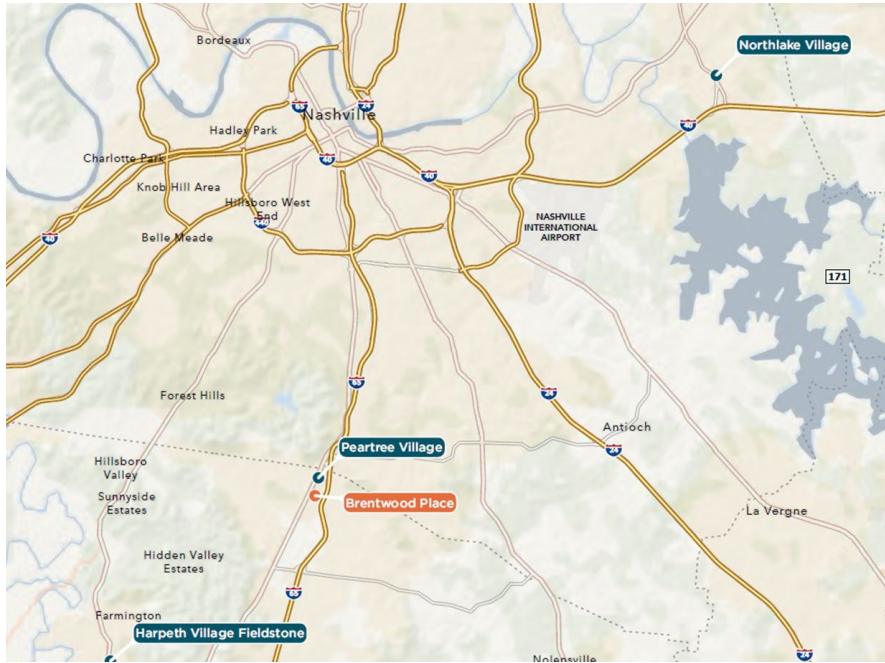 Bordeaux
Northlake Village
65
24
Nashville
40
Hadley Park
Charlotte Park
40
40
Knob Hill Area
Hillsboro West
End
440
NASHVILLE
INTERNATIONAL
AIRPORT
Belle Meade
40
171
65
24
Forest Hills
Antioch
Peartree Village
24
Hillsboro
Valley
Sunnyside
Estates
Brentwood Place
La Vergne
Hidden Valley
Estates
65
Farmington
Harpeth Village Fieldstone
Nolensville
24